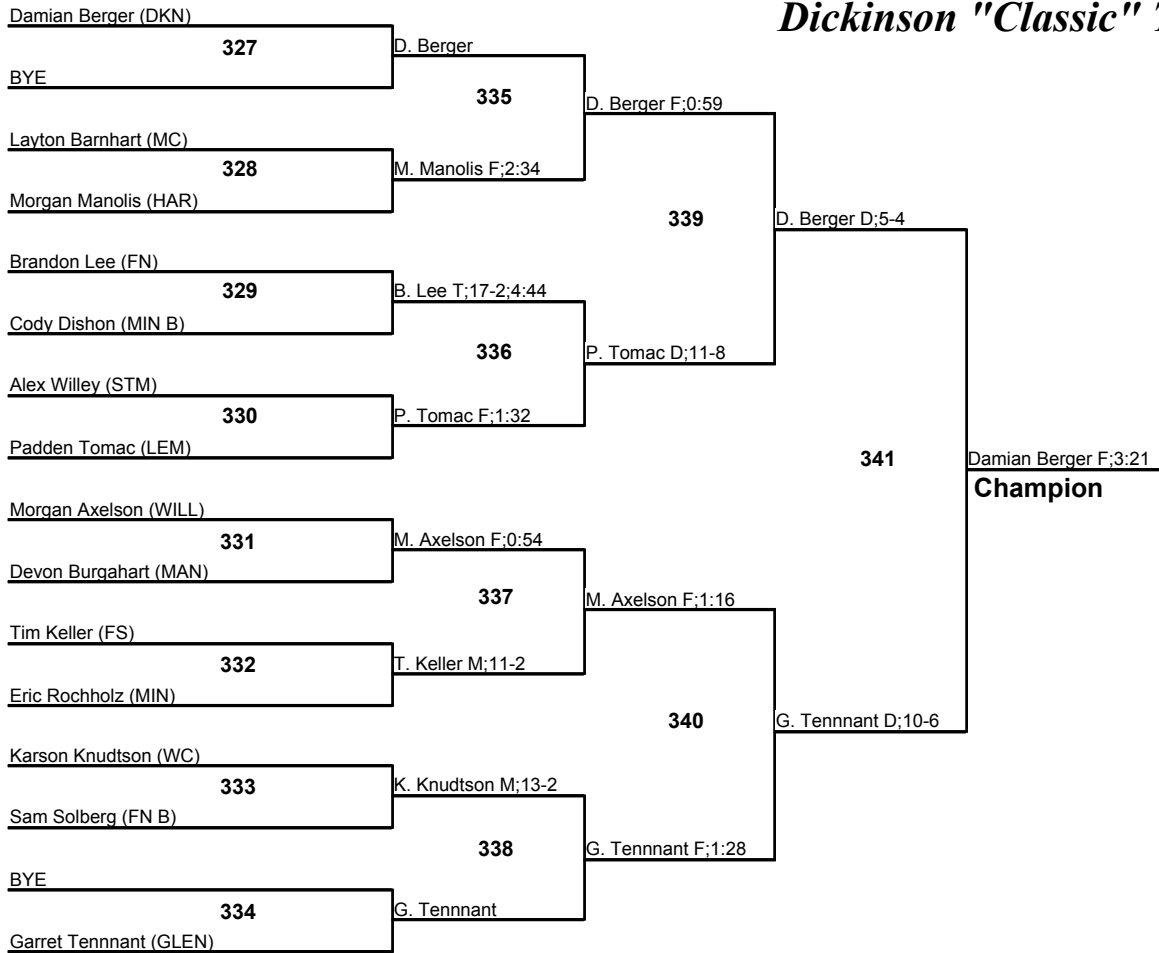 Dickinson "Classic"
Damian Berger (DKN)
327
BYE
D. Berger
335
Layton Barnhart (MC)
328
Morgan Manolis (HAR)
M. Manolis F;2:34
D. Berger F;0:59
339
Brandon Lee (FN)
329
Cody Dishon (MIN B)
B. Lee T;17-2;4:44
336
Alex Willey (STM)
330
Padden Tomac (LEM)
P. Tomac F;1:32
P. Tomac D;11-8
D. Berger D;5-4
341
Damian Berger F;3:21
Champion
Morgan Axelson (WILL)
331
Devon Burgahart (MAN)
M. Axelson F;0:54
337
Tim Keller (FS)
332
Eric Rochholz (MIN)
T. Keller M;11-2
M. Axelson F;1:16
340
G. Tennnant D;10-6
Karson Knudtson (WC)
333
Sam Solberg (FN B)
K. Knudtson M;13-2
338
G. Tennnant F;1:28
BYE
334
Garret Tennnant (GLEN)
G. Tennnant